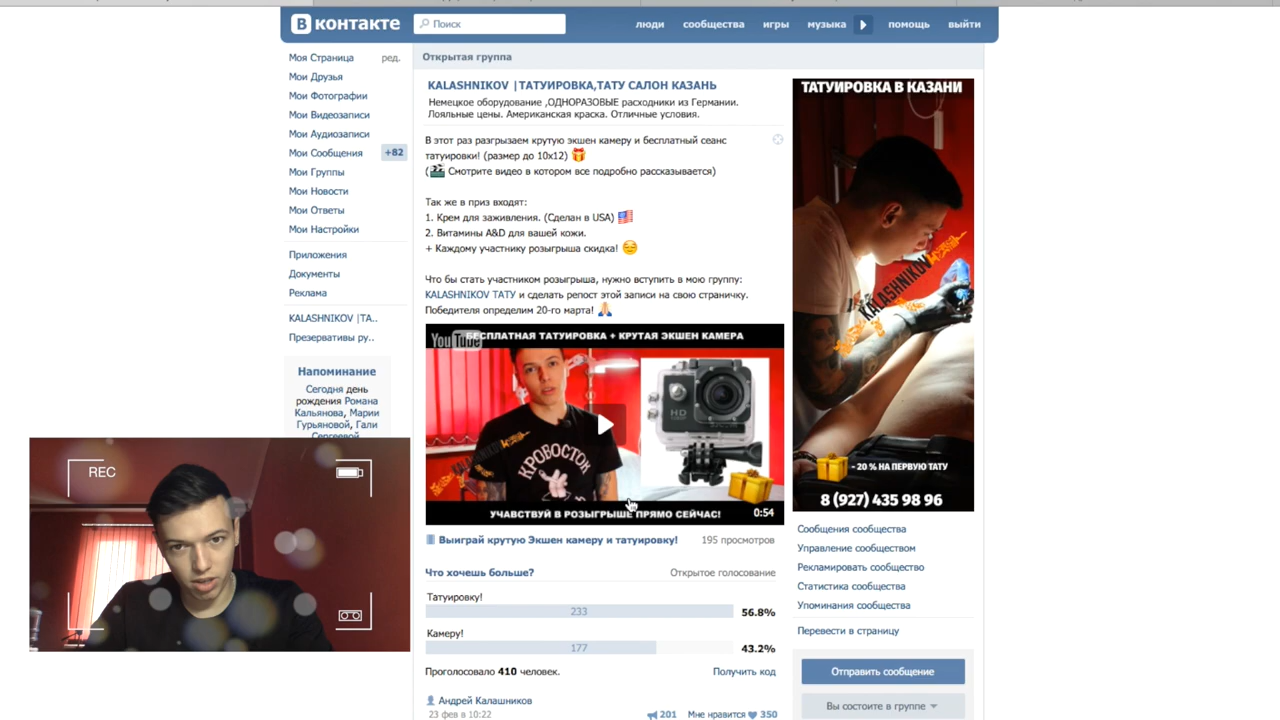 В контакте
Поиск
люди
сообщества
игры
музыка
помощь
выйти
Моя Страница
ред.
Мои Друзья
Мои Фотографии
Мои Видеозаписи
Мои Аудиозаписи
Мои Сообщения
+82
Мои Группы
Мои Новости
Мои Ответы
Мои Настройки
Приложения
Документы
Реклама
KALASHNIKOV |ТА..
Презервативы ру..
Напоминание
Сегодня день
рождения Романа
Кальянова, Марии
Гурьяновой, Гали
Сергеевой
REC
Открытая группа
KALASHNIKOV |ТАТУИРОВКА,ТАТУ САЛОН КАЗАНЬ
Немецкое оборудование ,ОДНОРАЗОВЫЕ расходники из Германии.
Лояльные цены. Американская краска. Отличные условия.
В этот раз разгрызаем крутую экшен камеру и бесплатный сеанс
татуировки! (размер до 10x12)
( Смотрите видео в котором все подробно рассказывается)
Так же в приз входят:
1. Крем для заживления. (Сделан в USA)
2. Витамины A&D для вашей кожи.
+ Каждому участнику розыгрыша скидка!
Что бы стать участником розыгрыша, нужно вступить в мою группу:
KALASHNIKOV ТАТУ и сделать репост этой записи на свою страничку.
Победителя определим 20-го марта!
YouTube
БЕСПЛАТНАЯ ТАТУИРОВКА + КРУТАЯ ЭКШЕН КАМЕРА
КРОВОСТОК
HD
УЧАВСТВУЙ В РОЗЫГРЫШЕ ПРЯМО СЕЙЧАС!
0:54
Выиграй крутую Экшен камеру и татуировку!
195 просмотров
Что хочешь больше?
Открытое голосование
Татуировку!
233
56.8%
Камеру!
177
43.2%
Проголосовало 410 человек.
Получить код
Андрей Калашников
23 фев в 10:22
201
Мне нравится 350
ТАТУИРОВКА В КАЗАНИ
KALASHNIKOV
- 20 % НА ПЕРВУЮ ТАТУ
8 (927) 435 98 96
Сообщения сообщества
Управление сообществом
Рекламировать сообщество
Статистика сообщества
Упоминания сообщества
Перевести в страницу
Отправить сообщение
Вы состоите в группе